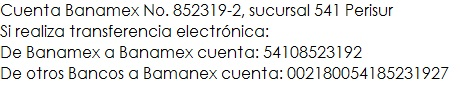 Cuenta Banamex No. 852319-2, sucursal 541 Perisur
Si realiza transferencia electrónica:
De Banamex a Banamex cuenta: 54108523192
De otros Bancos a Bamanex cuenta: 002180054185231927